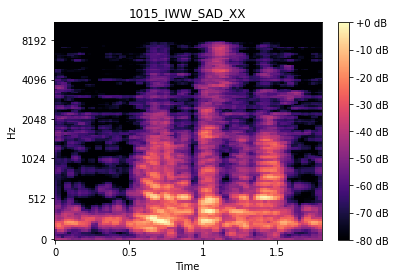 1015_IWW_SAD_XX
Hz
8192
4096
2048
1024
512
0
0
0.5
1
1.5
Time
+0 dB
-10 dB
-20 dB
-30 dB
-40 dB
-50 dB
-60 dB
-70 dB
-80 dB